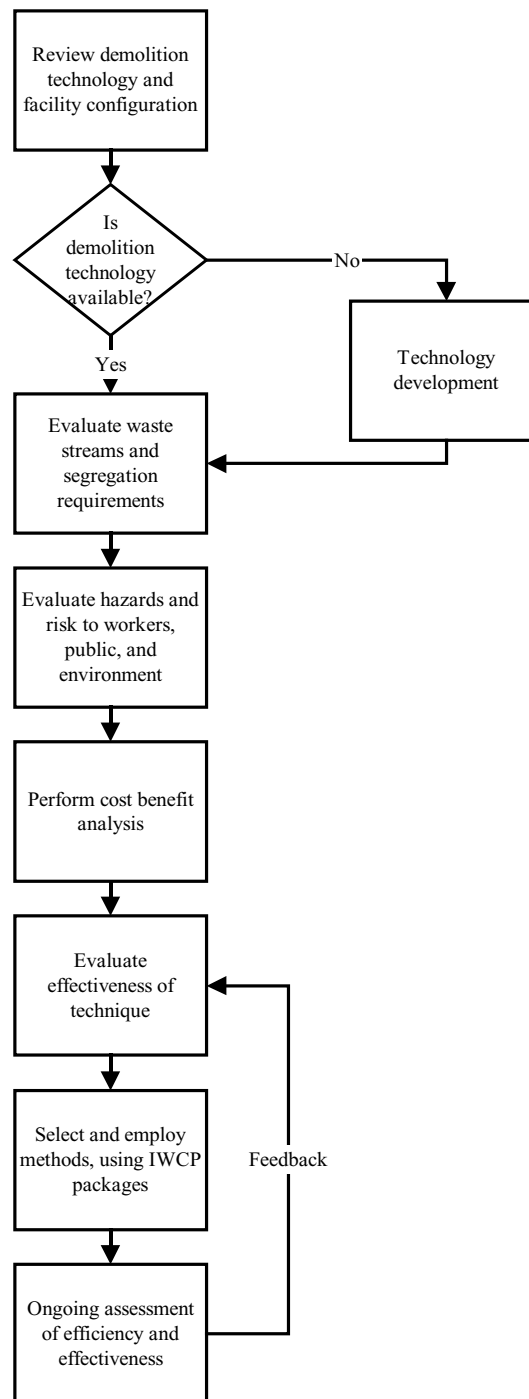 Review demolition
technology and
facility configuration
Is
demolition
technology
available?
No
Technology
development
Yes
Evaluate waste
streams and
segregation
requirements
Evaluate hazards and
risk to workers,
public, and
environment
Perform cost benefit
analysis
Evaluate
effectiveness of
technique
Select and employ
methods, using IWCP
packages
Feedback
Ongoing assessment
of efficiency and
effectiveness